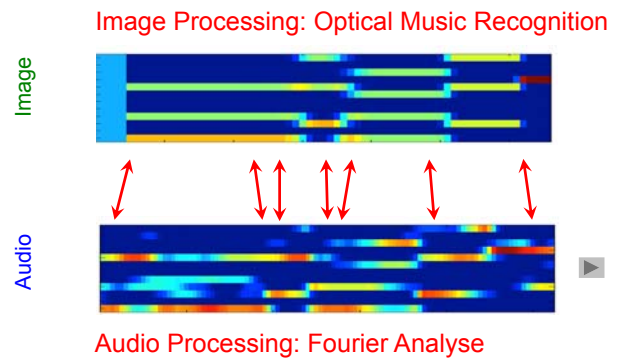 Image Processing: Optical Music Recognition
Image
Audio
Audio Processing: Fourier Analyse